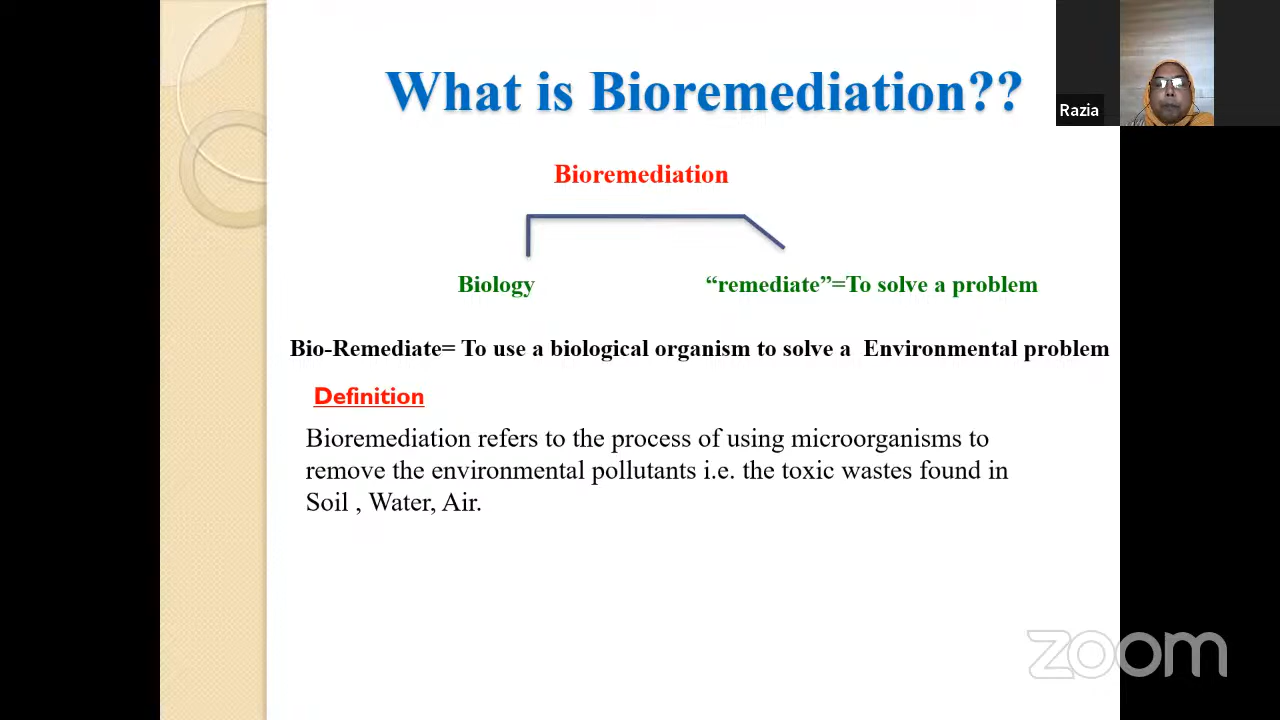 What is Bioremediation??
Razia
Bioremediation
Biology
“remediate”=To solve a problem
Bio-Remediate= To use a biological organism to solve a Environmental problem
Definition
Bioremediation refers to the process of using microorganisms to
remove the environmental pollutants i.e. the toxic wastes found in
Soil , Water, Air.
zoom